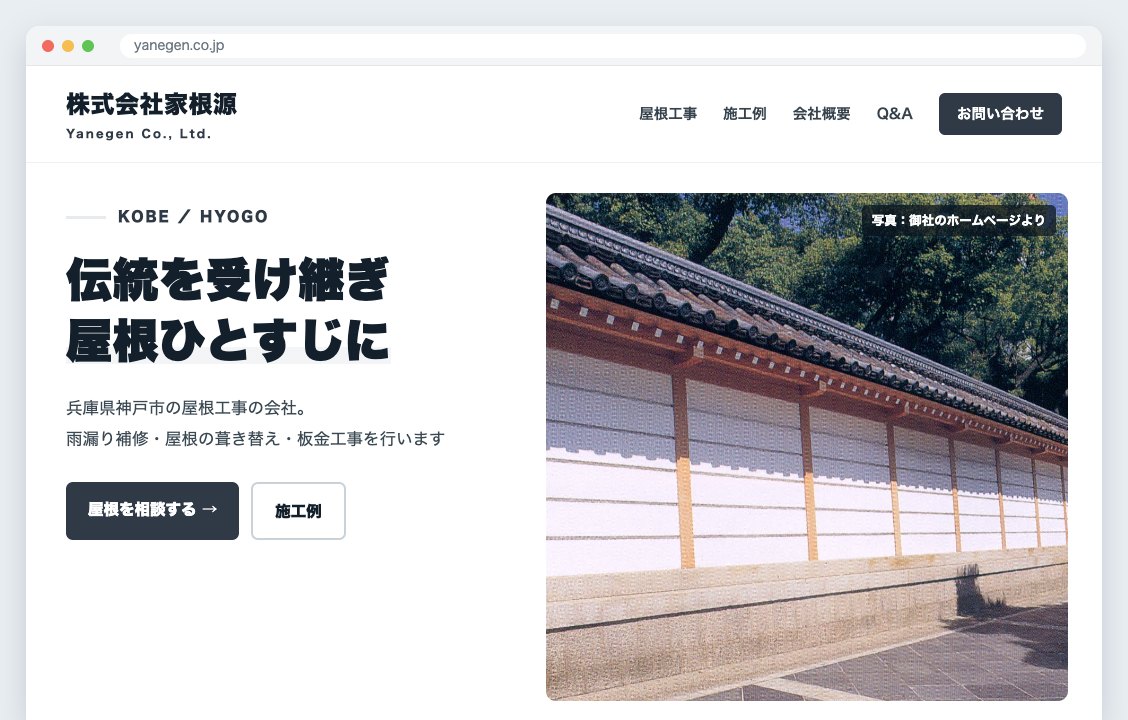 yanegen.co.jp
株式会社家根源
Yanegen Co., Ltd.
屋根工事
施工例
会社概要
Q&A
お問い合わせ
KOBE ／ HYOGO
伝統を受け継ぎ
屋根ひとすじに
兵庫県神戸市の屋根工事の会社。
雨漏り補修・屋根の葺き替え・板金工事を行います
屋根を相談する →
施工例
写真：御社のホームページより